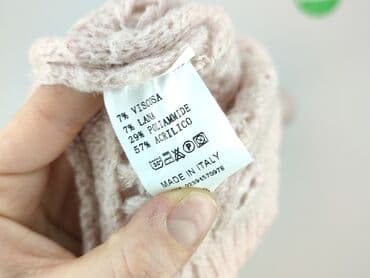 7% VISCOSA
7% LANA
29% POLIAMMIDE
57% ACRILICO
MADE IN ITALY